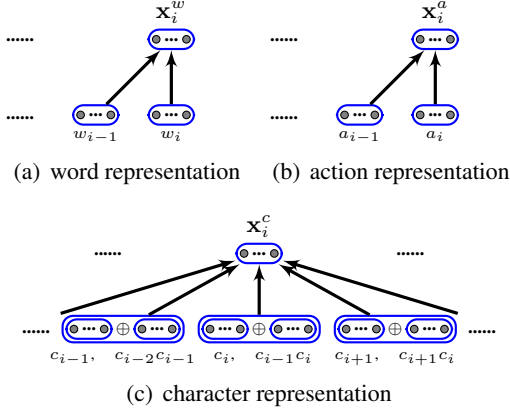 x_i^w x_i^a
...... ......
...... ......
w_{i−1} w_i a_{i−1} a_i
(a) word representation (b) action representation
x_i^c
...... ......
...... ⊕ ⊕ ⊕ ......
c_{i−1}, c_{i−2}c_{i−1} c_i, c_{i−1}c_i c_{i+1}, c_{i+1}c_i
(c) character representation